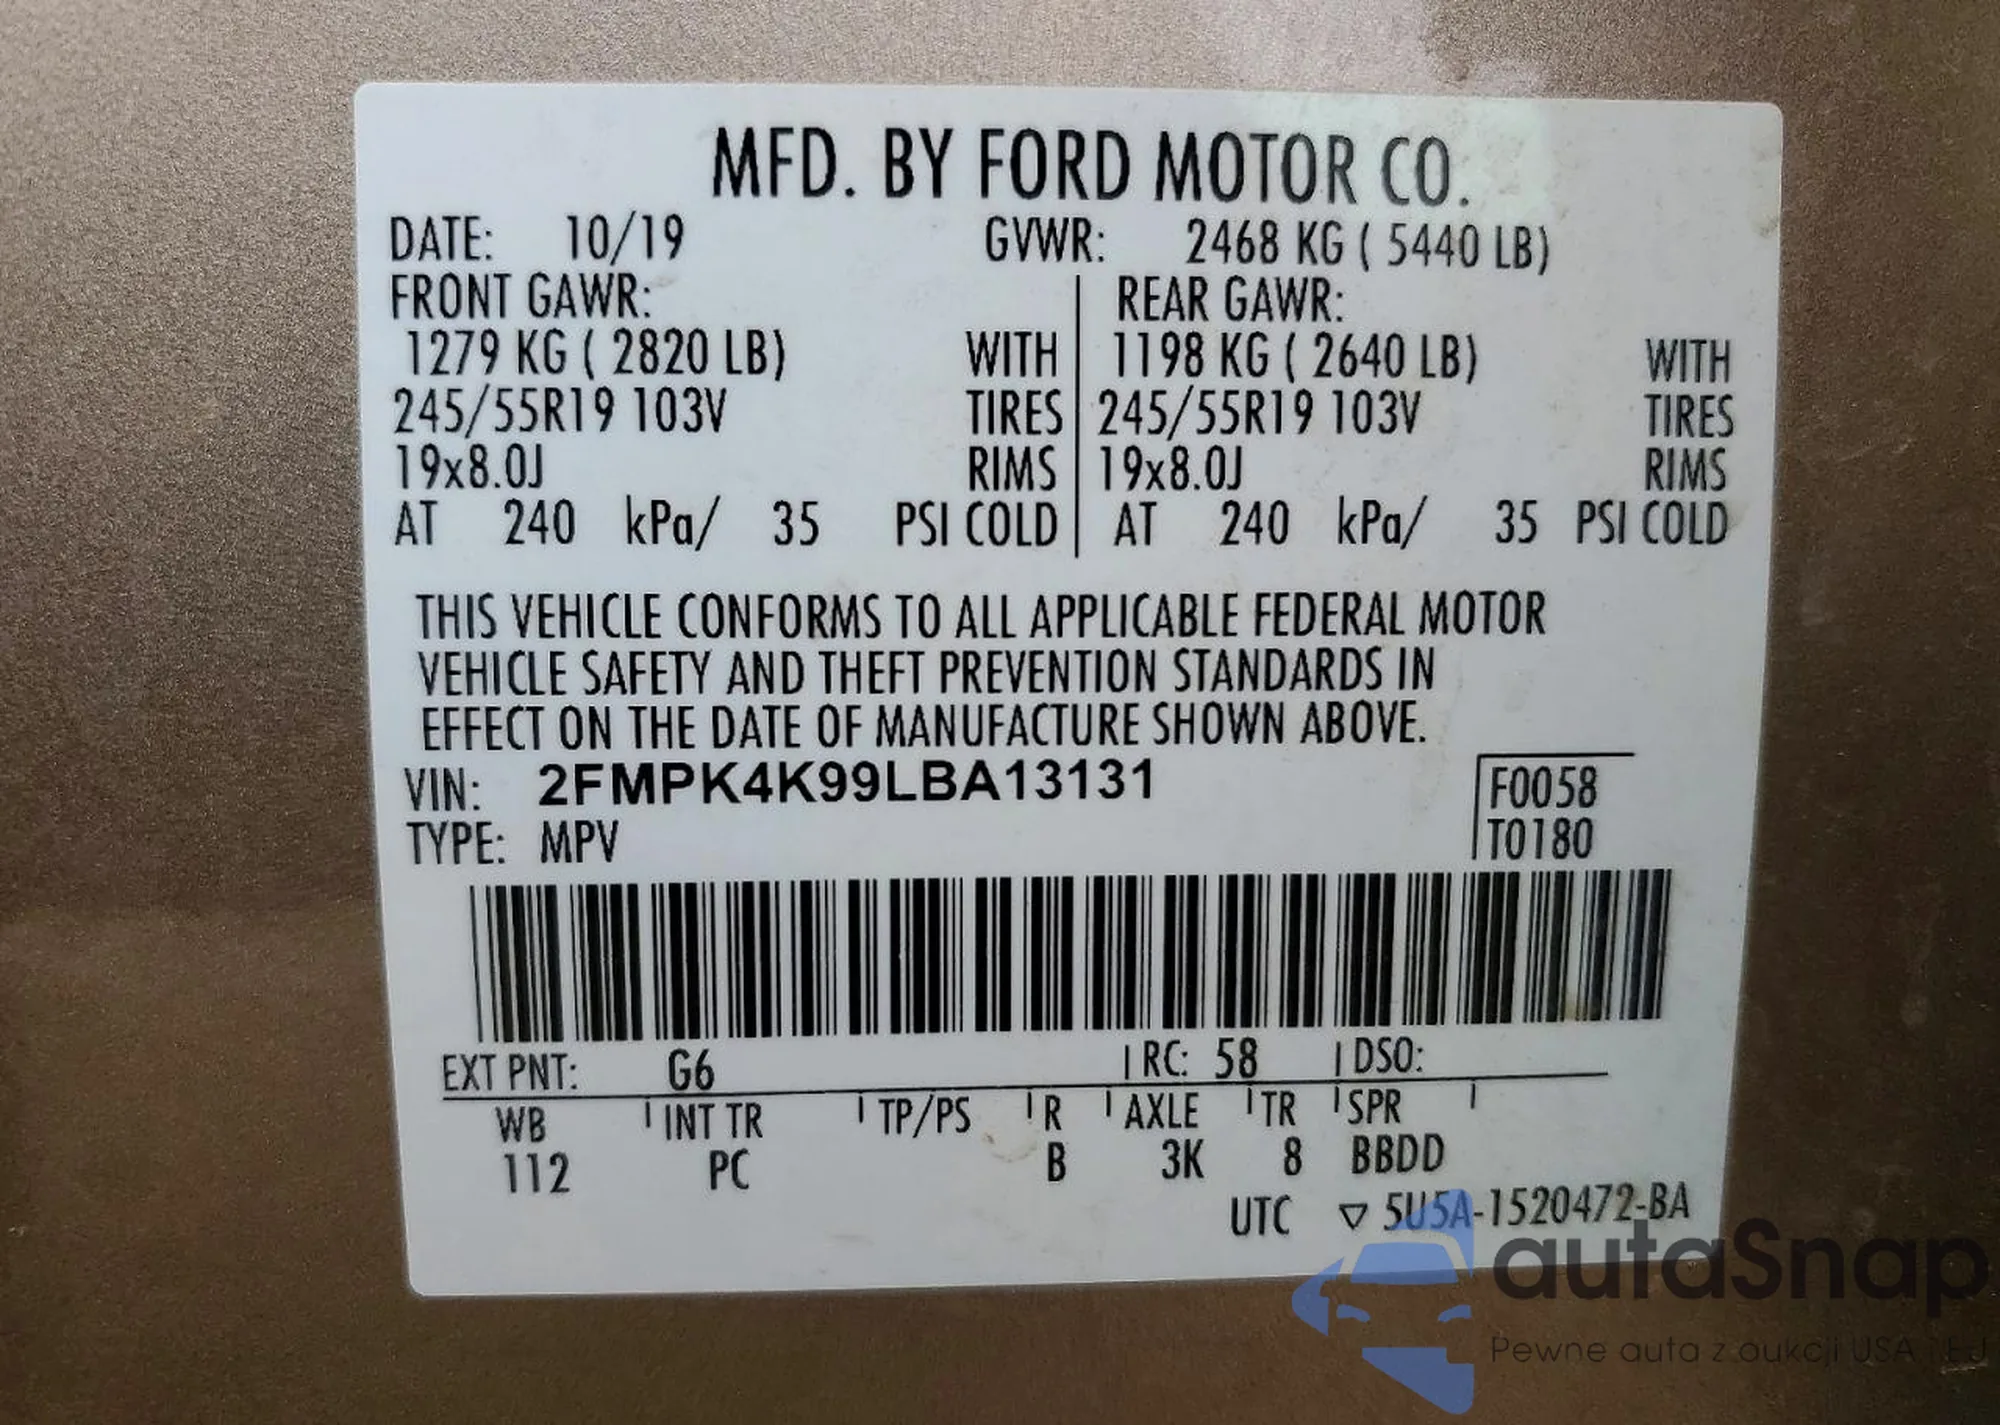 MFD. BY FORD MOTOR CO.
DATE: 10/19 GVWR: 2468 KG ( 5440 LB)
FRONT GAWR: REAR GAWR:
1279 KG ( 2820 LB) WITH 1198 KG ( 2640 LB) WITH
245/55R19 103V TIRES 245/55R19 103V TIRES
19x8.0J RIMS 19x8.0J RIMS
AT 240 kPa/ 35 PSI COLD AT 240 kPa/ 35 PSI COLD
THIS VEHICLE CONFORMS TO ALL APPLICABLE FEDERAL MOTOR
VEHICLE SAFETY AND THEFT PREVENTION STANDARDS IN
EFFECT ON THE DATE OF MANUFACTURE SHOWN ABOVE.
VIN: 2FMPK4K99LBA13131 F0058
TYPE: MPV T0180
EXT PNT: G6 RC: 58 DSO:
WB INT TR TP/PS R AXLE TR SPR
112 PC B 3K 8 BBDD
UTC ▽ 5U5A-1520472-BA
autaSnap
Pewne auta z aukcji USA i EU